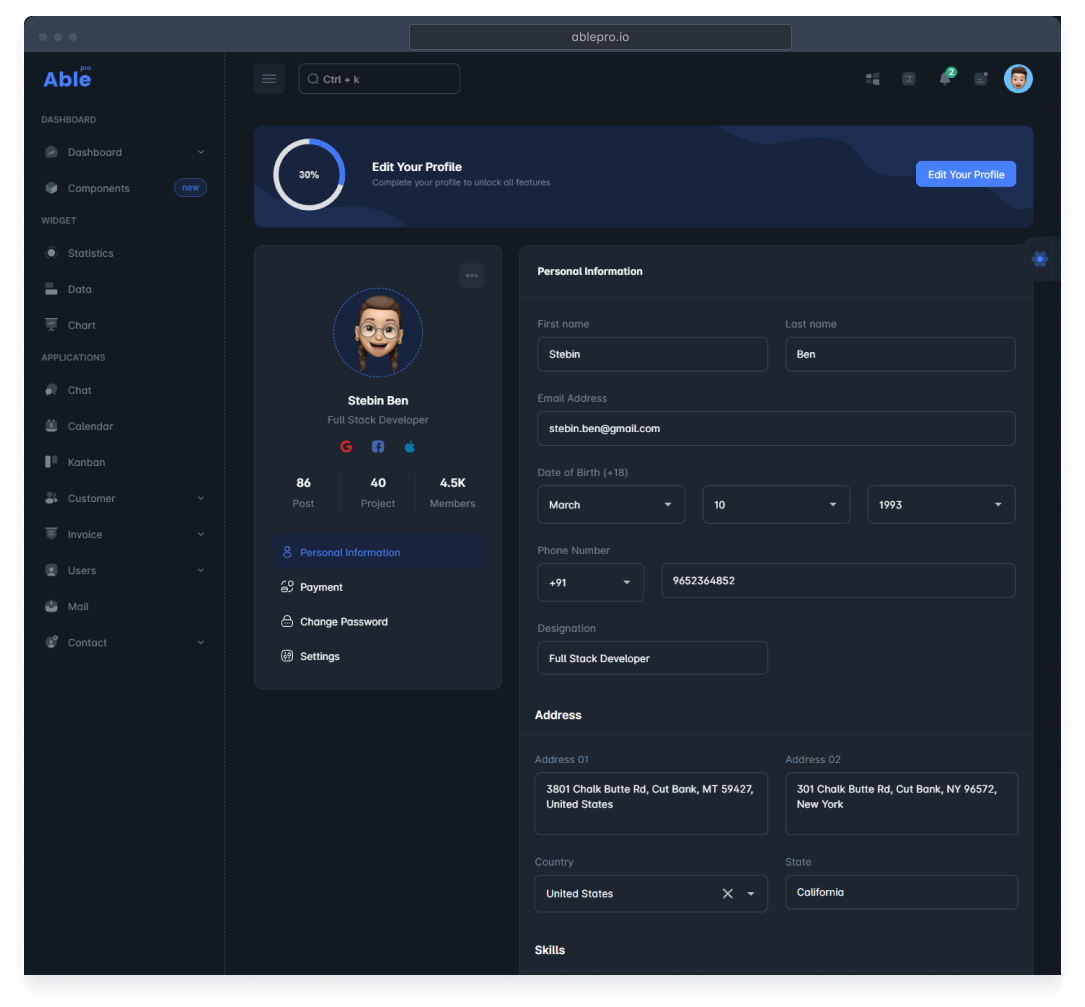 ablepro.io
Able pro
Ctrl + k
2
DASHBOARD
Dashboard
Components new
WIDGET
Statistics
Data
Chart
APPLICATIONS
Chat
Calendar
Kanban
Customer
Invoice
Users
Mail
Contact
30%
Edit Your Profile
Complete your profile to unlock all features
Edit Your Profile
Stebin Ben
Full Stack Developer
86 40 4.5K
Post Project Members
Personal Information
Payment
Change Password
Settings
Personal Information
First name Last name
Stebin Ben
Email Address
stebin.ben@gmail.com
Date of Birth (+18)
March 10 1993
Phone Number
+91 9652364852
Designation
Full Stack Developer
Address
Address 01 Address 02
3801 Chalk Butte Rd, Cut Bank, MT 59427, 301 Chalk Butte Rd, Cut Bank, NY 96572,
United States New York
Country State
United States California
Skills